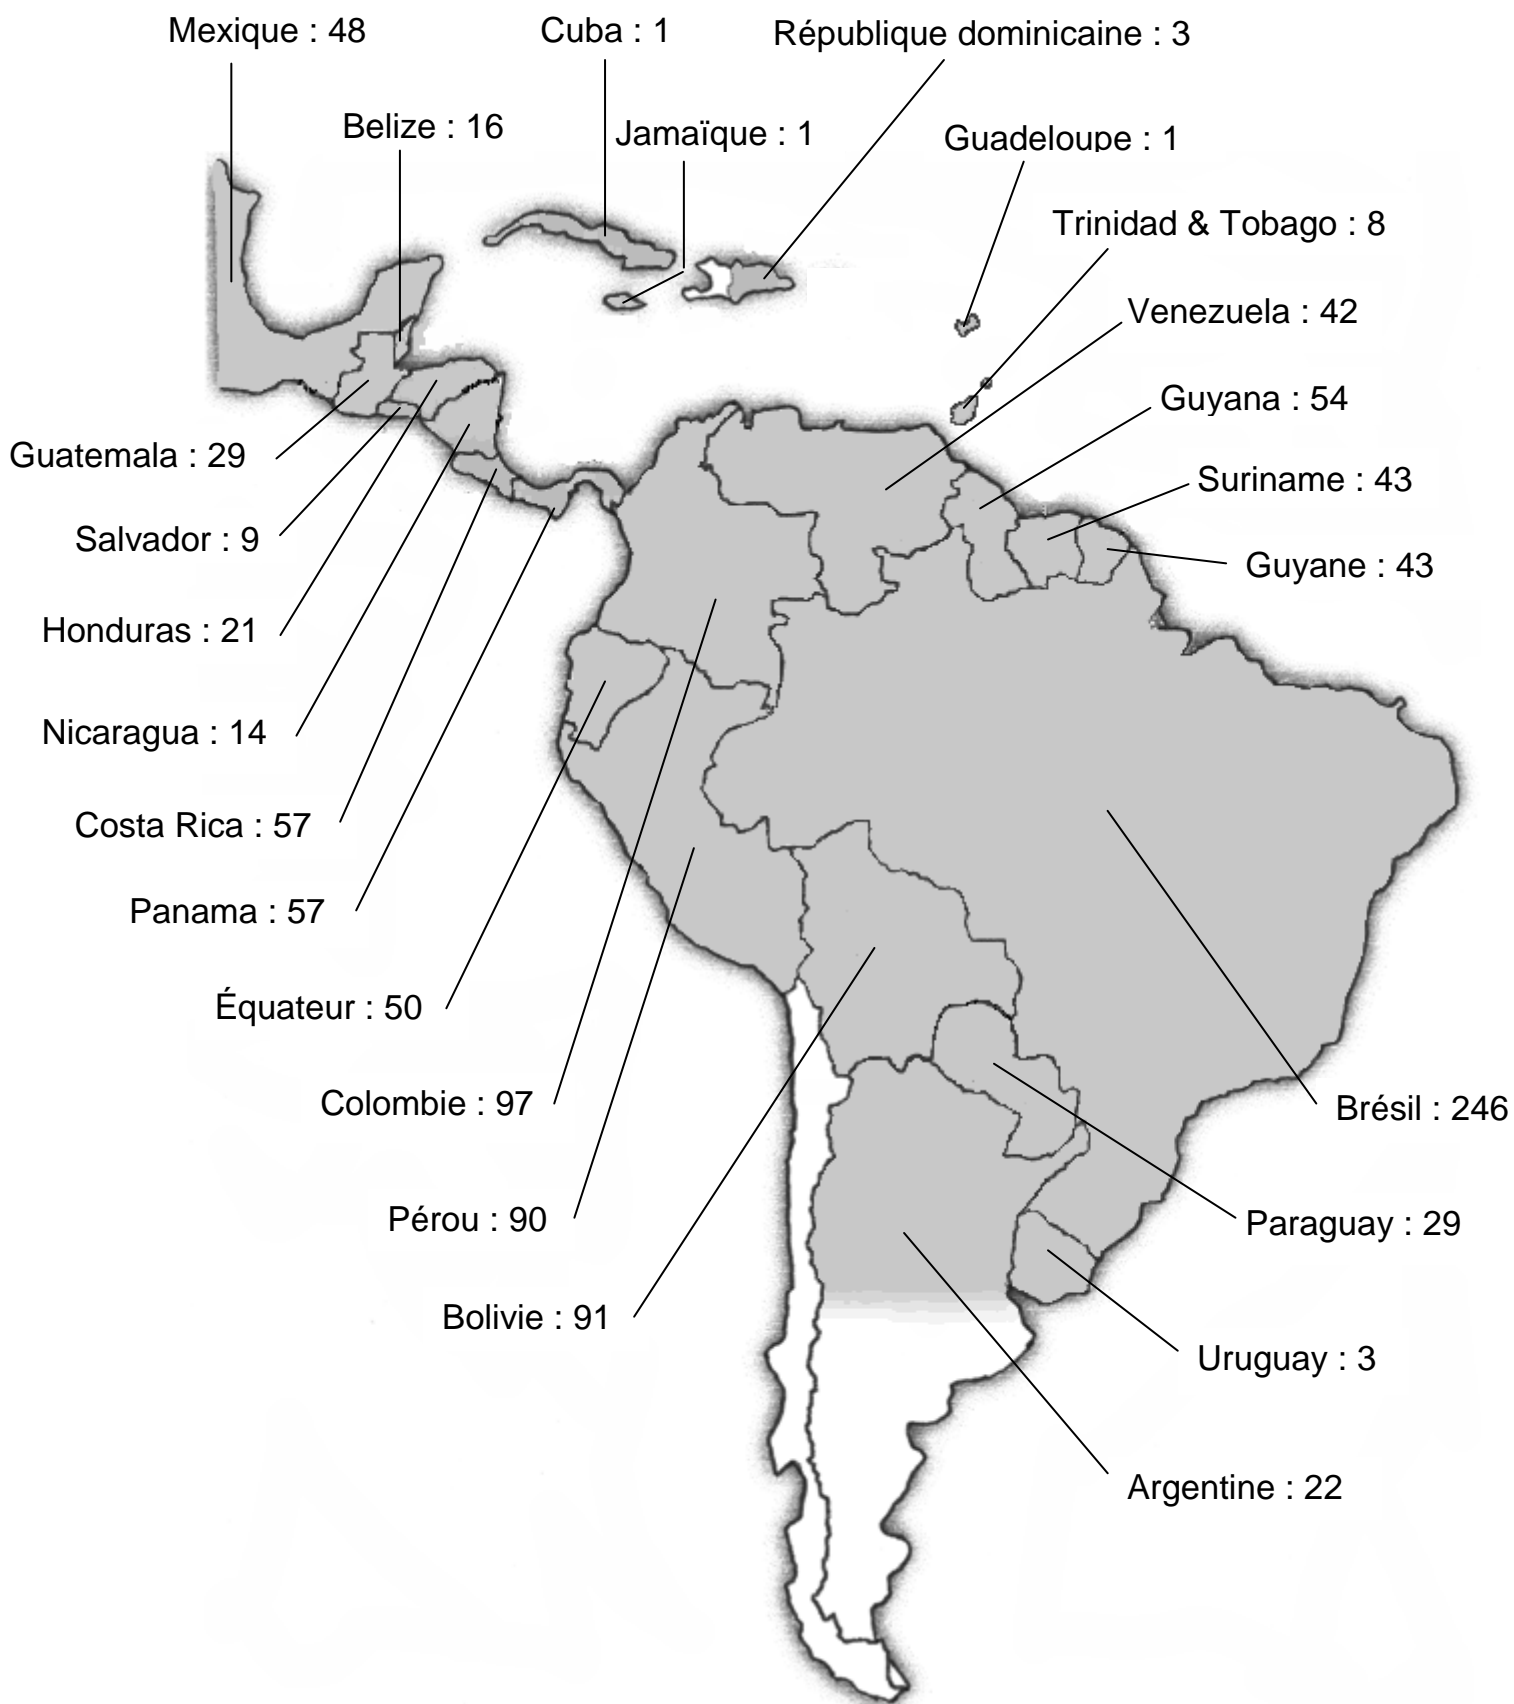 Mexique : 48
Cuba : 1
République dominicaine : 3
Belize : 16
Jamaïque : 1
Guadeloupe : 1
Trinidad & Tobago : 8
Venezuela : 42
Guyana : 54
Guatemala : 29
Suriname : 43
Salvador : 9
Guyane : 43
Honduras : 21
Nicaragua : 14
Costa Rica : 57
Panama : 57
Équateur : 50
Colombie : 97
Brésil : 246
Pérou : 90
Paraguay : 29
Bolivie : 91
Uruguay : 3
Argentine : 22